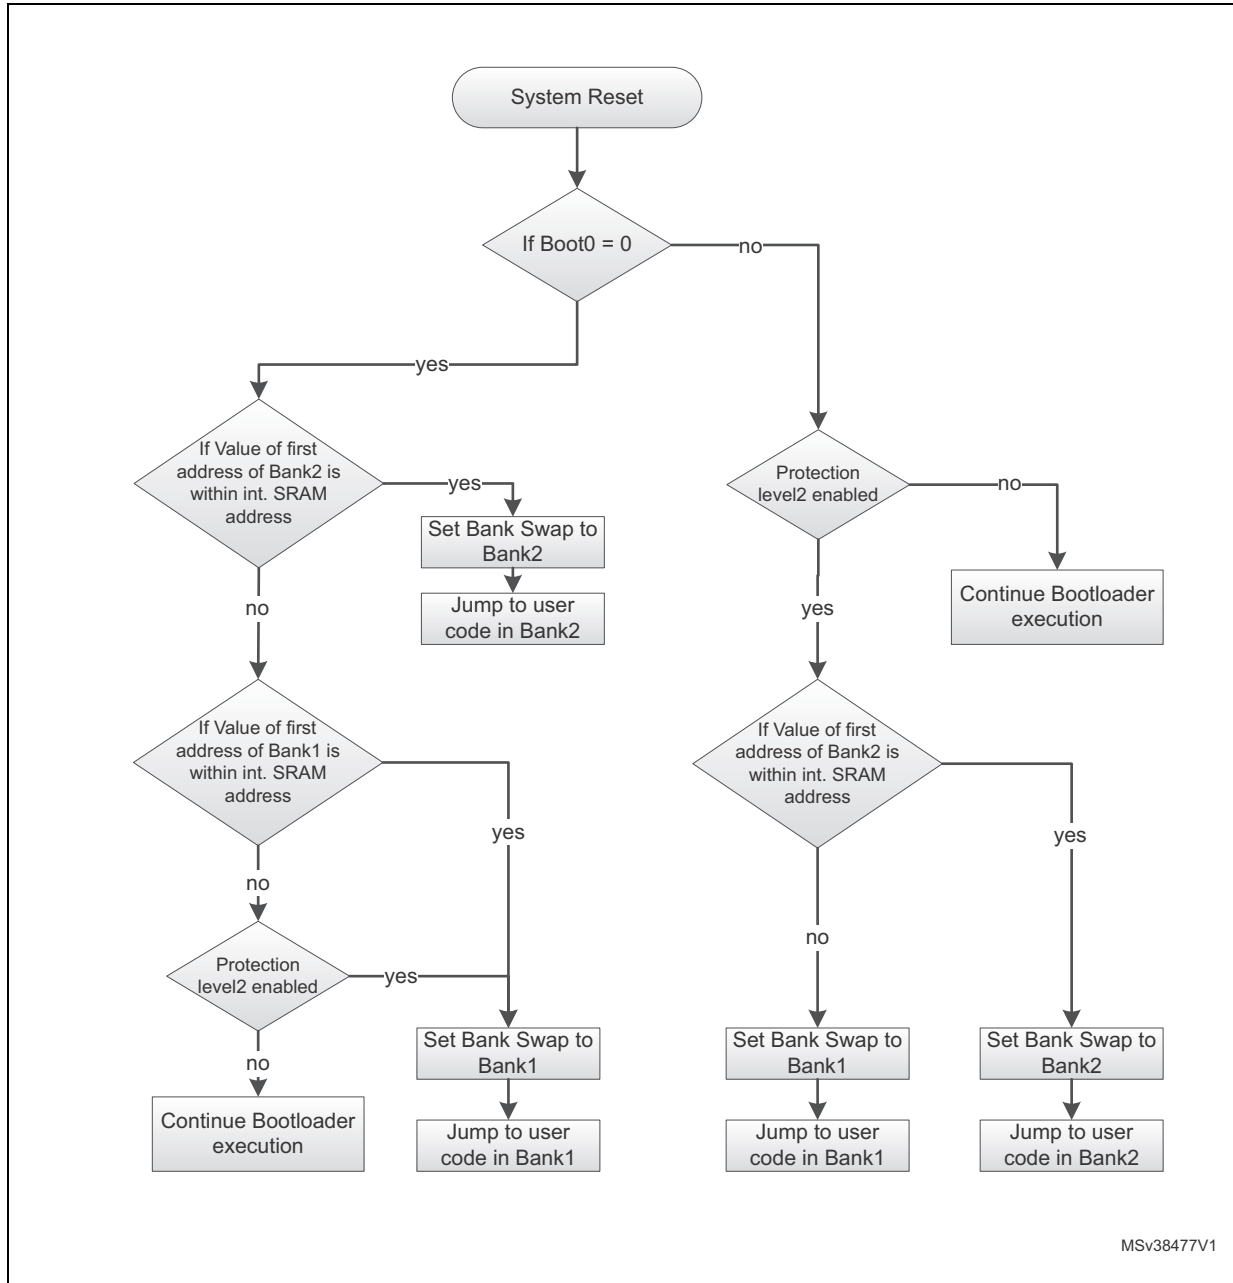 System Reset
If Boot0 = 0
no
yes
If Value of first
address of Bank2 is
within int. SRAM
address
yes
Set Bank Swap to
Bank2
Jump to user
code in Bank2
no
If Value of first
address of Bank1 is
within int. SRAM
address
yes
no
Protection
level2 enabled
yes
no
Continue Bootloader
execution
Set Bank Swap to
Bank1
Jump to user
code in Bank1
Protection
level2 enabled
no
Continue Bootloader
execution
yes
If Value of first
address of Bank2 is
within int. SRAM
address
no
yes
Set Bank Swap to
Bank1
Jump to user
code in Bank1
Set Bank Swap to
Bank2
Jump to user
code in Bank2
MSv38477V1